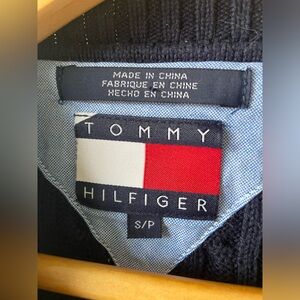 MADE IN CHINA
FABRIQUE EN CHINE
HECHO EN CHINA
TOMMY
HILFIGER
S/P